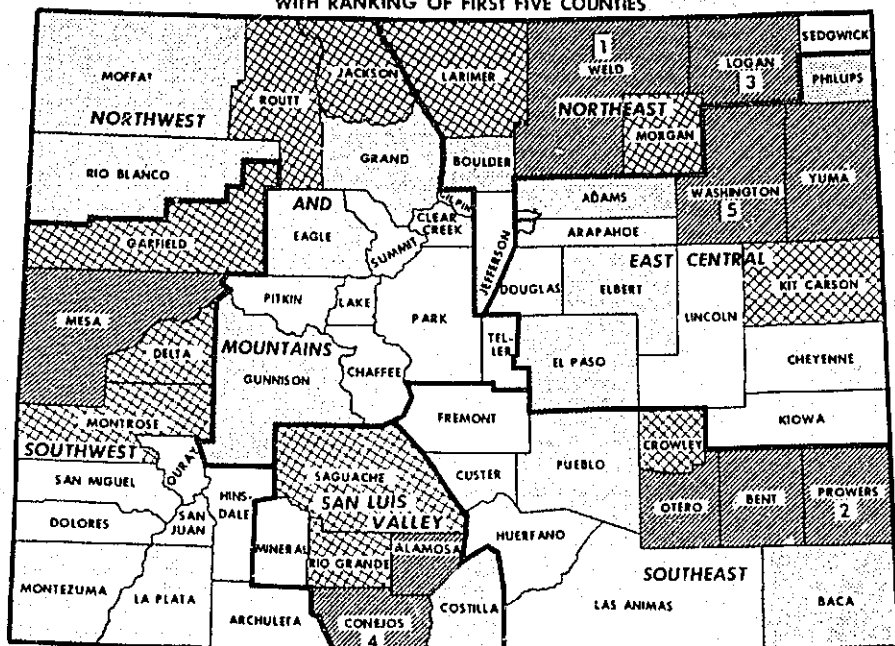 WITH RANKING OF FIRST FIVE COUNTIES
MOFFAT
NORTHWEST
RIO BLANCO
ROUTT
JACKSON
LARIMER
1
WELD
LOGAN
3
SEDGWICK
PHILLIPS
NORTHEAST
MORGAN
GRAND
BOULDER
WASHINGTON
5
YUMA
AND
EAGLE
GARFIELD
SUMMIT
CLEAR
CREEK
JEFFERSON
ADAMS
ARAPAHOE
EAST CENTRAL
DOUGLAS
ELBERT
LINCOLN
KIT CARSON
MESA
PITKIN
LAKE
PARK
DELTA
MOUNTAINS
GUNNISON
CHAFFEE
TEL-
LER
EL PASO
CHEYENNE
MONTROSE
FREMONT
KIOWA
SOUTHWEST
OURAY
SAN MIGUEL
SAGUACHE
CUSTER
PUEBLO
CROWLEY
SAN LUIS
VALLEY
OTERO
BENT
PROWERS
2
DOLORES
SAN
JUAN
HINS-
DALE
MINERAL
RIO GRANDE
ALAMOSA
HUERFANO
SOUTHEAST
MONTEZUMA
LA PLATA
ARCHULETA
CONEJOS
4
COSTILLA
LAS ANIMAS
BACA